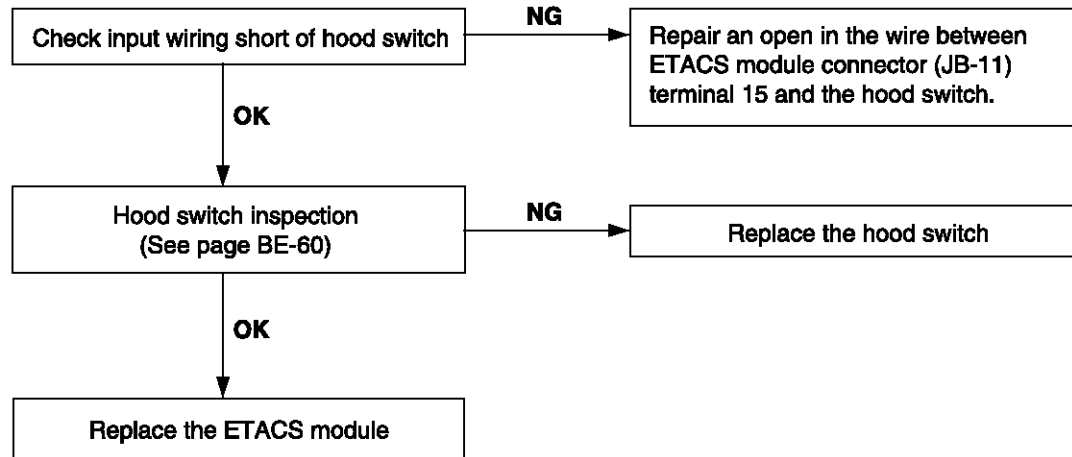 Check input wiring short of hood switch
NG
Repair an open in the wire between
ETACS module connector (JB-11)
terminal 15 and the hood switch.
OK
Hood switch inspection
(See page BE-60)
NG
Replace the hood switch
OK
Replace the ETACS module